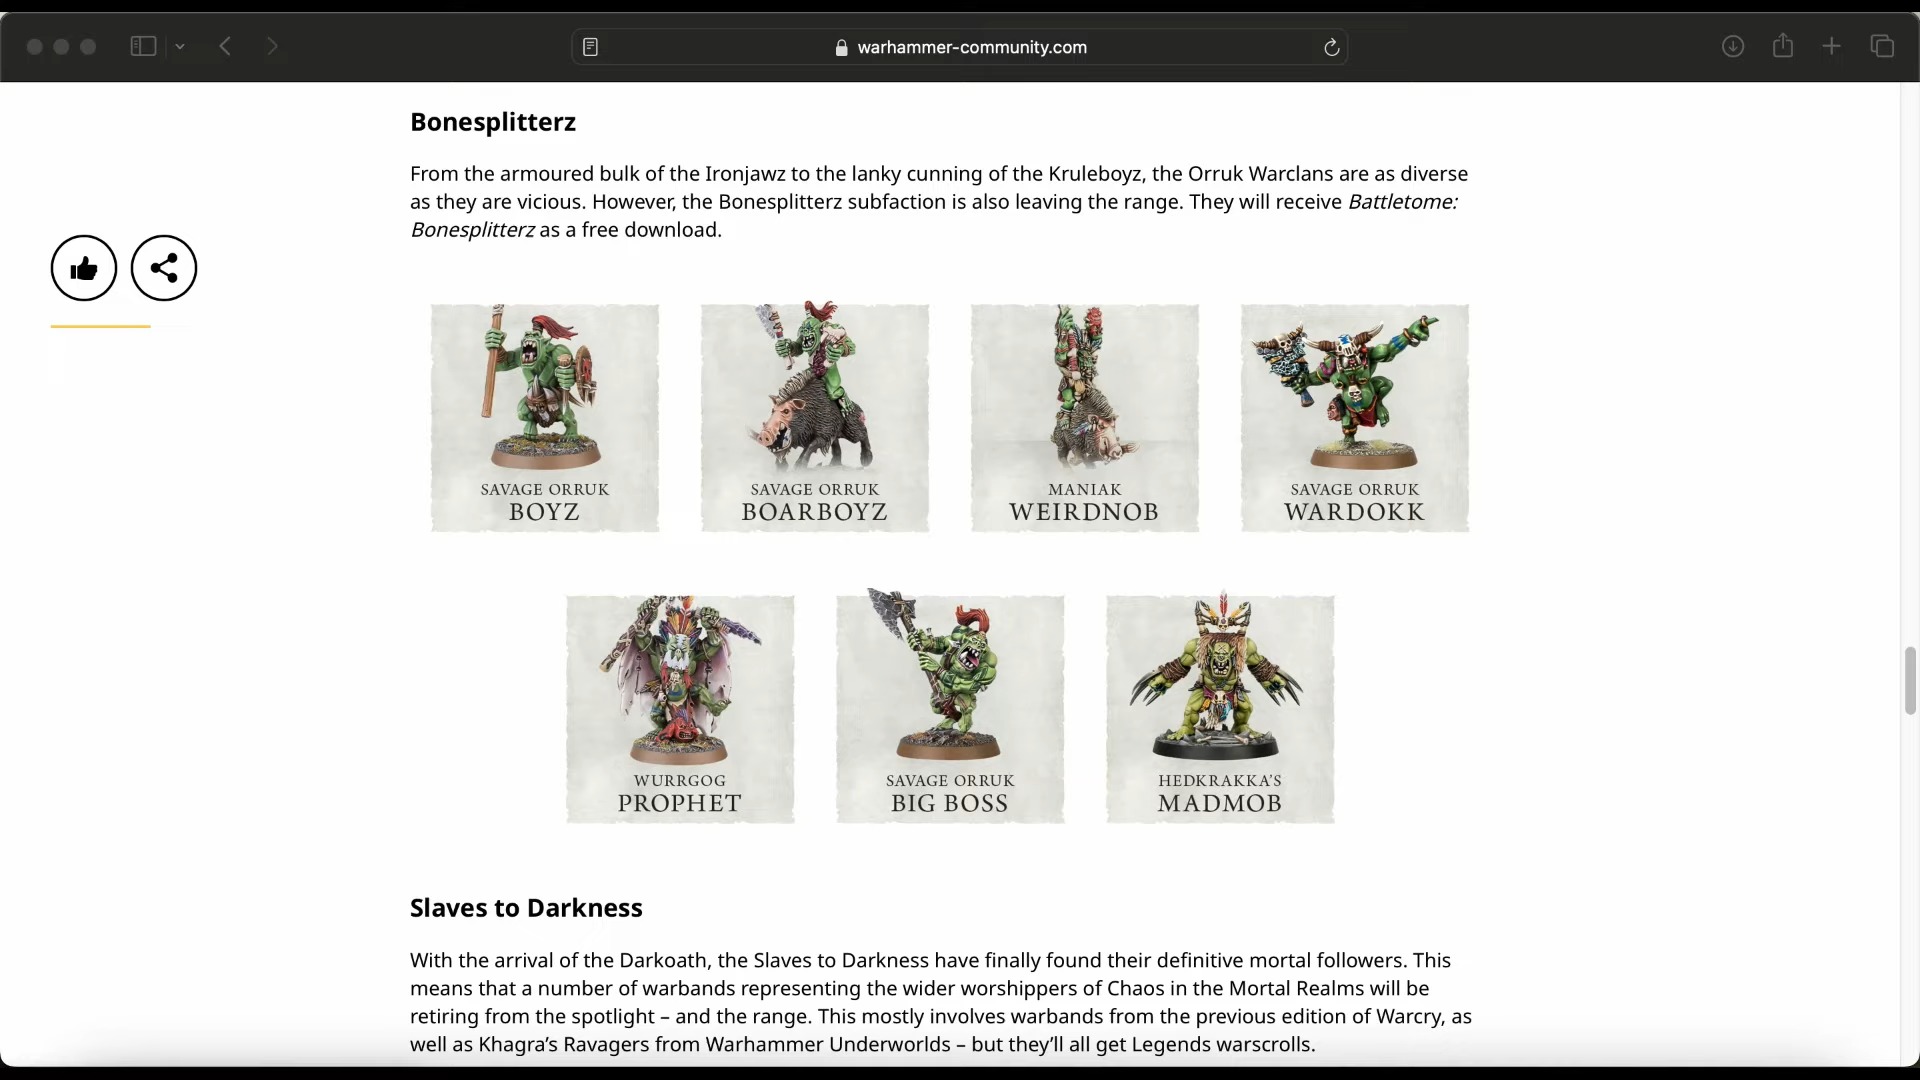 warhammer-community.com
Bonesplitterz
From the armoured bulk of the Ironjawz to the lanky cunning of the Kruleboyz, the Orruk Warclans are as diverse
as they are vicious. However, the Bonesplitterz subfaction is also leaving the range. They will receive Battletome:
Bonesplitterz as a free download.
SAVAGE ORRUK
BOYZ
SAVAGE ORRUK
BOARBOYZ
MANIAK
WEIRDNOB
SAVAGE ORRUK
WARDOKK
WURRGOG
PROPHET
SAVAGE ORRUK
BIG BOSS
HEDKRAKKA'S
MADMOB
Slaves to Darkness
With the arrival of the Darkoath, the Slaves to Darkness have finally found their definitive mortal followers. This
means that a number of warbands representing the wider worshippers of Chaos in the Mortal Realms will be
retiring from the spotlight – and the range. This mostly involves warbands from the previous edition of Warcry, as
well as Khagra’s Ravagers from Warhammer Underworlds – but they’ll all get Legends warscrolls.